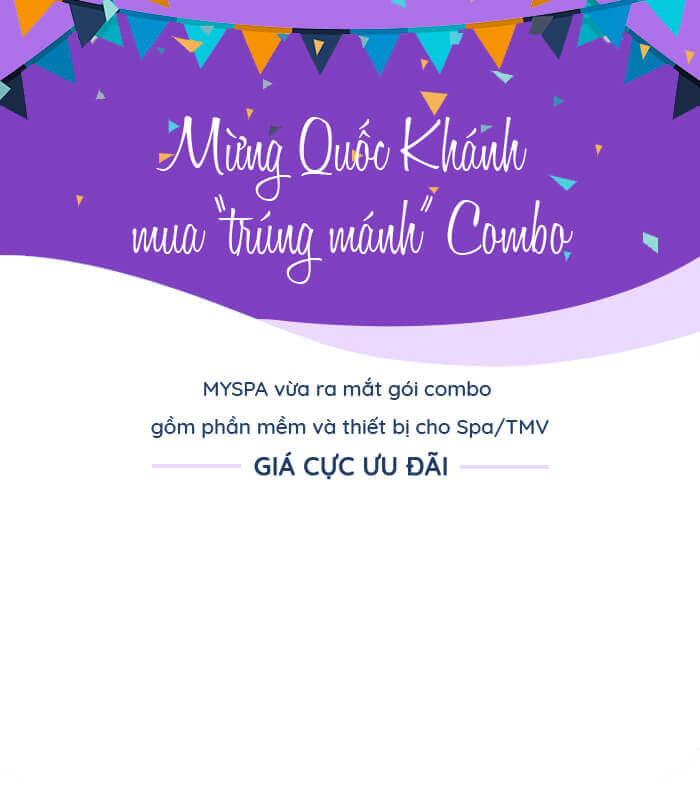 Mừng Quốc Khánh
mua "trúng mánh" Combo
MYSPA vừa ra mắt gói combo
gồm phần mềm và thiết bị cho Spa/TMV
GIÁ CỰC ƯU ĐÃI